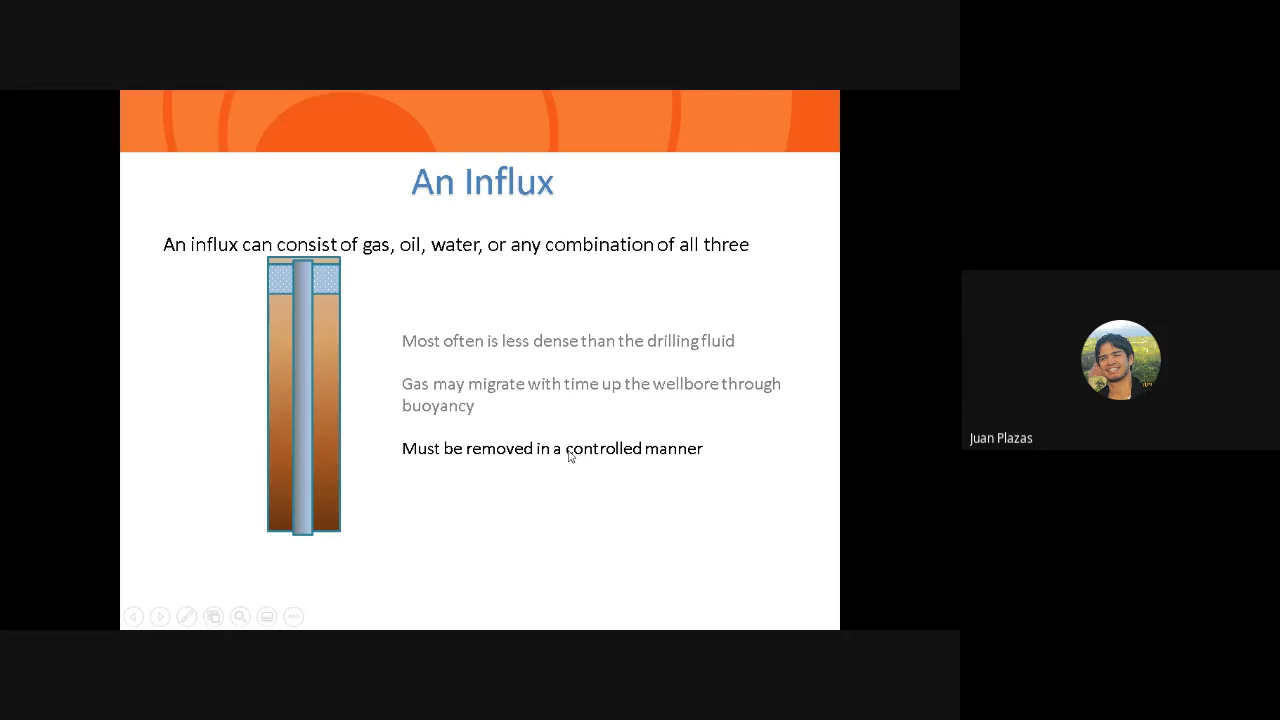 An Influx
An influx can consist of gas, oil, water, or any combination of all three
Most often is less dense than the drilling fluid
Gas may migrate with time up the wellbore through
buoyancy
Must be removed in a controlled manner
Juan Plazas